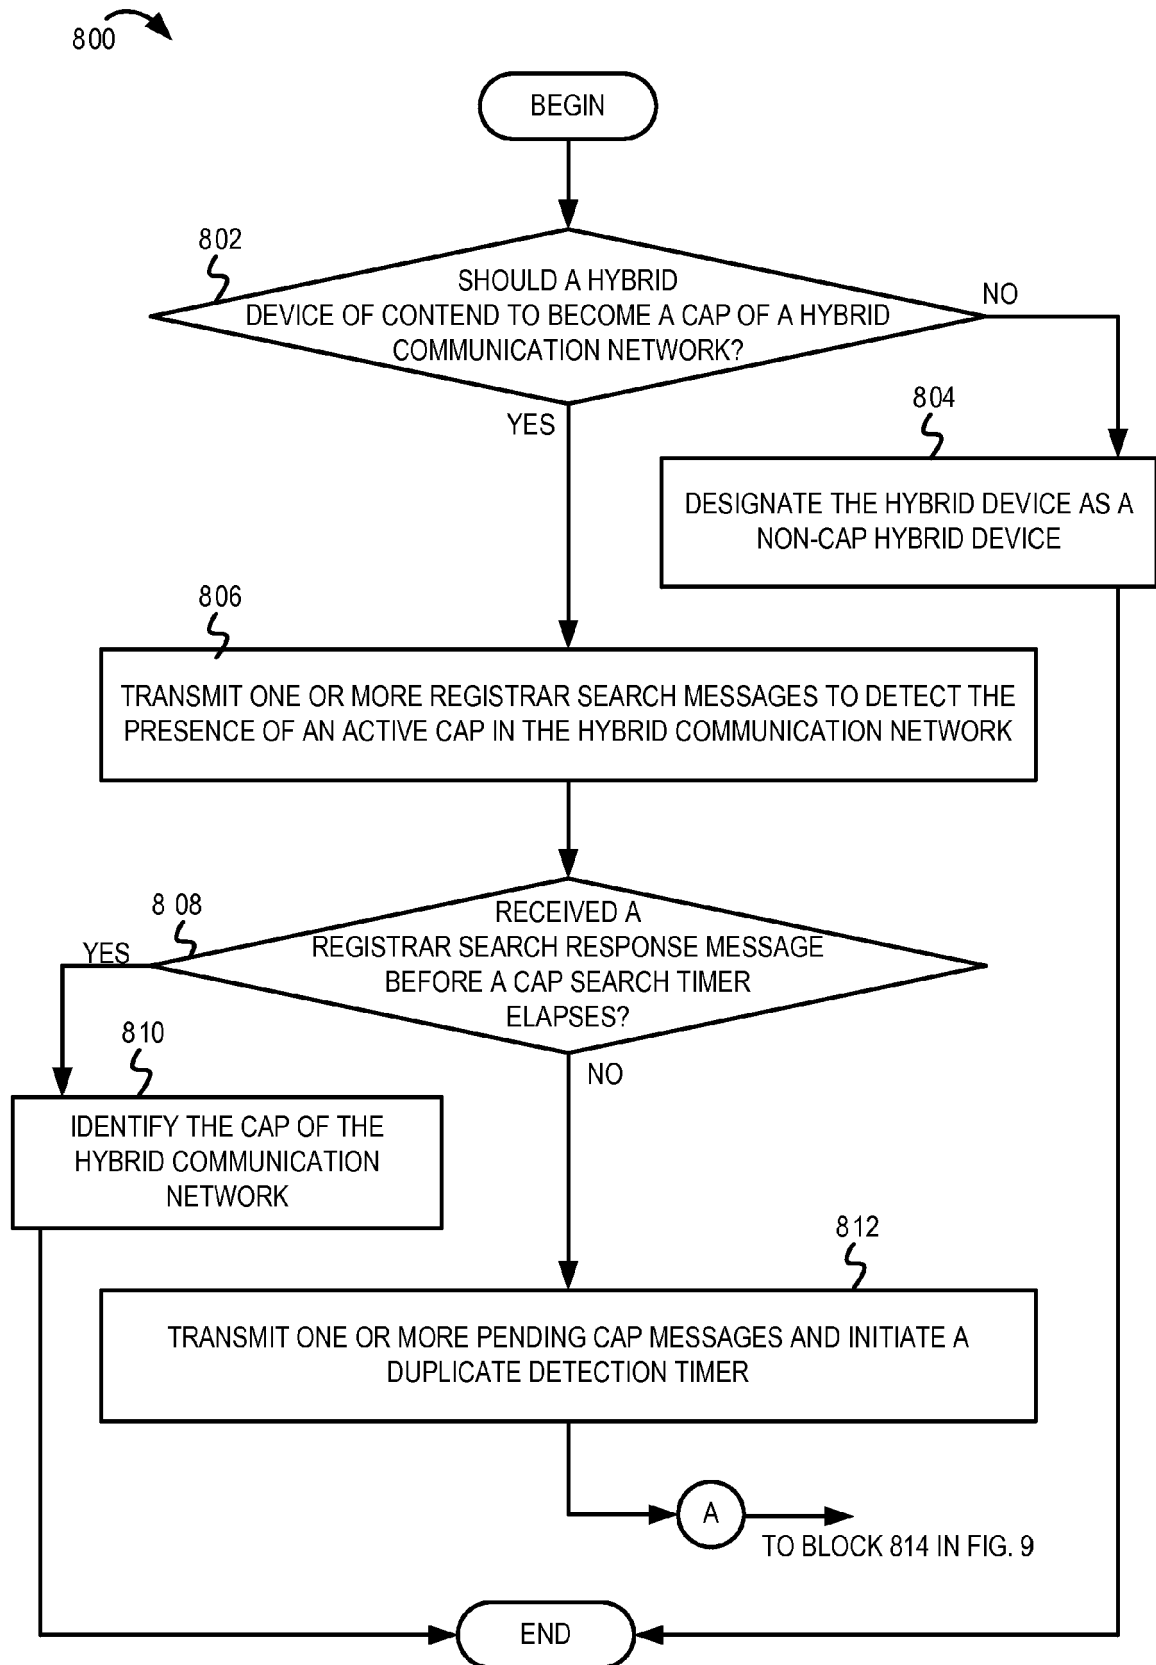 800
BEGIN
802
SHOULD A HYBRID
DEVICE OF CONTEND TO BECOME A CAP OF A HYBRID
COMMUNICATION NETWORK?
NO
YES
804
DESIGNATE THE HYBRID DEVICE AS A
NON-CAP HYBRID DEVICE
806
TRANSMIT ONE OR MORE REGISTRAR SEARCH MESSAGES TO DETECT THE
PRESENCE OF AN ACTIVE CAP IN THE HYBRID COMMUNICATION NETWORK
8 08
RECEIVED A
REGISTRAR SEARCH RESPONSE MESSAGE
BEFORE A CAP SEARCH TIMER
ELAPSES?
YES
NO
810
IDENTIFY THE CAP OF THE
HYBRID COMMUNICATION
NETWORK
812
TRANSMIT ONE OR MORE PENDING CAP MESSAGES AND INITIATE A
DUPLICATE DETECTION TIMER
A
TO BLOCK 814 IN FIG. 9
END